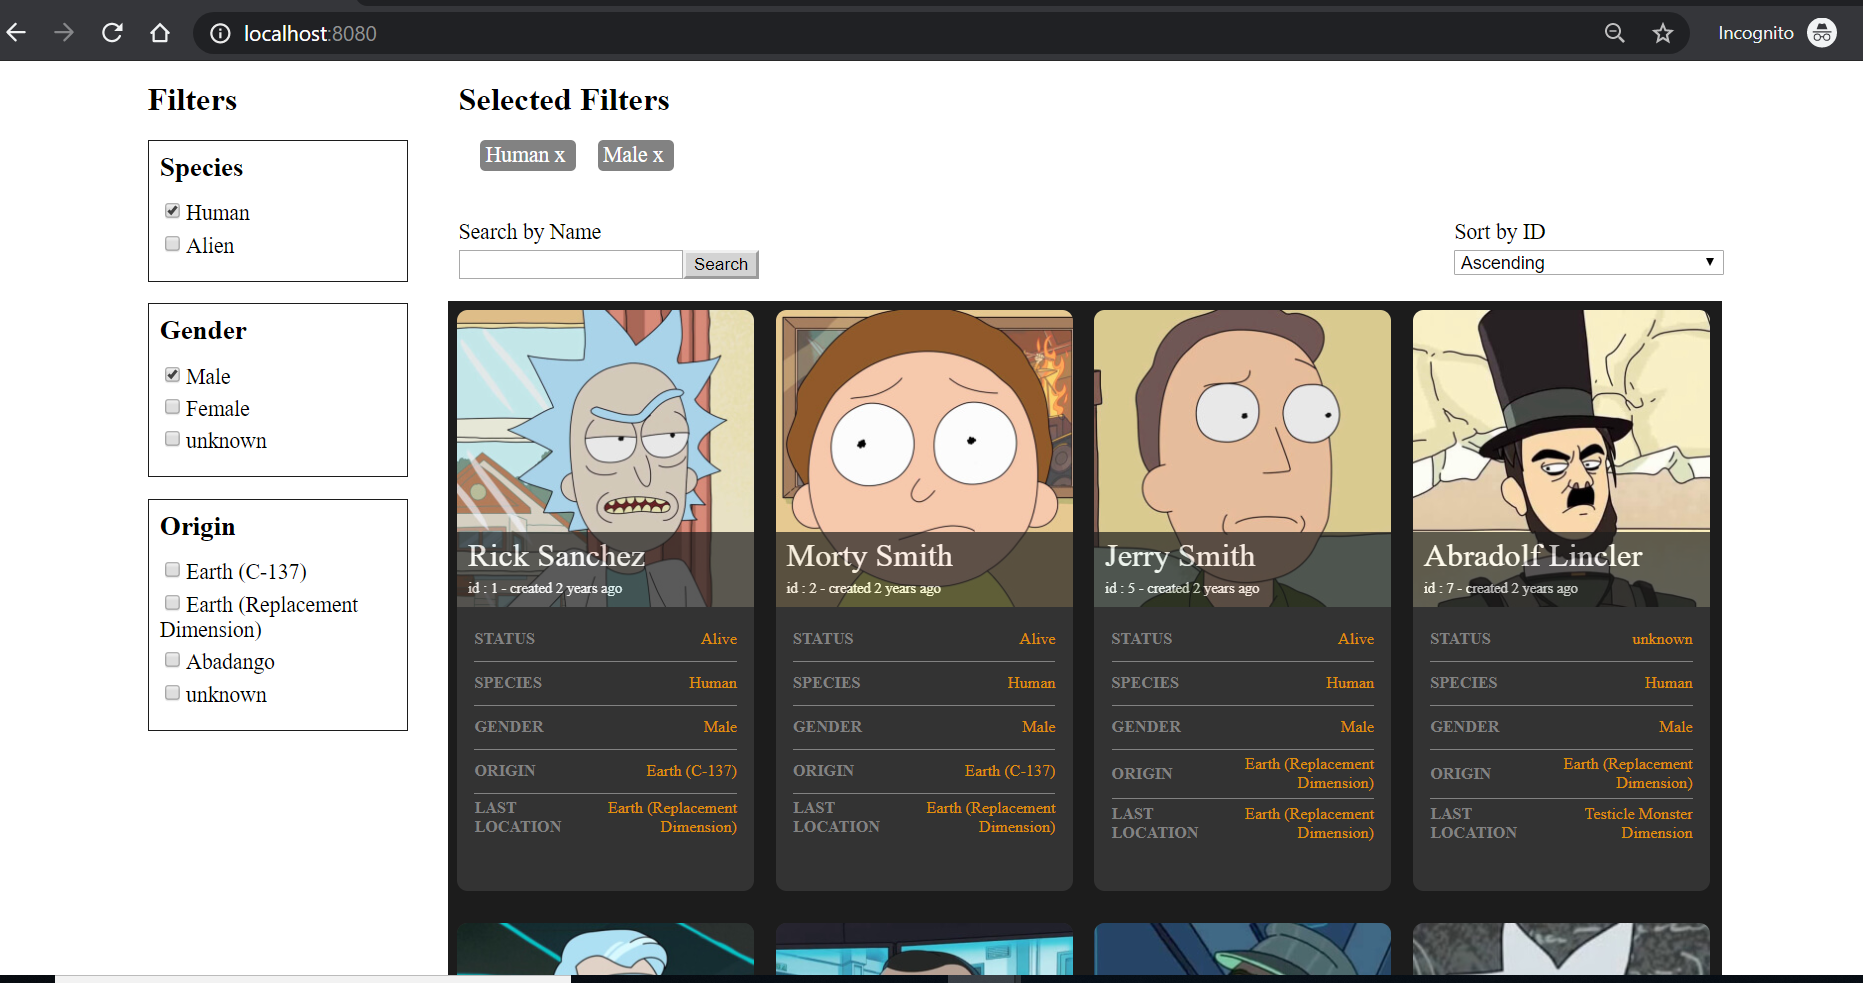 localhost:8080
Incognito
Filters
Species
Human
Alien
Gender
Male
Female
unknown
Origin
Earth (C-137)
Earth (Replacement
Dimension)
Abadango
unknown
Selected Filters
Human x
Male x
Search by Name
Search
Sort by ID
Ascending
Rick Sanchez
id : 1 - created 2 years ago
STATUS
Alive
SPECIES
Human
GENDER
Male
ORIGIN
Earth (C-137)
LAST
LOCATION
Earth (Replacement
Dimension)
Morty Smith
id : 2 - created 2 years ago
STATUS
Alive
SPECIES
Human
GENDER
Male
ORIGIN
Earth (C-137)
LAST
LOCATION
Earth (Replacement
Dimension)
Jerry Smith
id : 5 - created 2 years ago
STATUS
Alive
SPECIES
Human
GENDER
Male
ORIGIN
Earth (Replacement
Dimension)
LAST
LOCATION
Earth (Replacement
Dimension)
Abradolf Lincler
id : 7 - created 2 years ago
STATUS
unknown
SPECIES
Human
GENDER
Male
ORIGIN
Earth (Replacement
Dimension)
LAST
LOCATION
Testicle Monster
Dimension